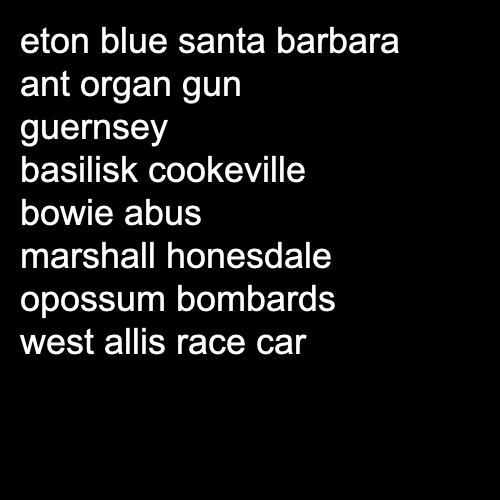 eton blue santa barbara
ant organ gun
guernsey
basilisk cookeville
bowie abus
marshall honesdale
opossum bombards
west allis race car